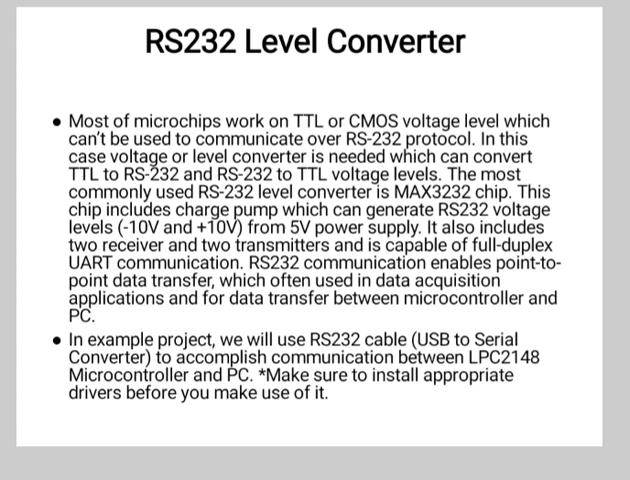 RS232 Level Converter
● Most of microchips work on TTL or CMOS voltage level which
can't be used to communicate over RS-232 protocol. In this
case voltage or level converter is needed which can convert
TTL to RS-232 and RS-232 to TTL voltage levels. The most
commonly used RS-232 level converter is MAX3232 chip. This
chip includes charge pump which can generate RS232 voltage
levels (-10V and +10V) from 5V power supply. It also includes
two receiver and two transmitters and is capable of full-duplex
UART communication. RS232 communication enables point-to-
point data transfer, which often used in data acquisition
applications and for data transfer between microcontroller and
PC.
● In example project, we will use RS232 cable (USB to Serial
Converter) to accomplish communication between LPC2148
Microcontroller and PC. *Make sure to install appropriate
drivers before you make use of it.